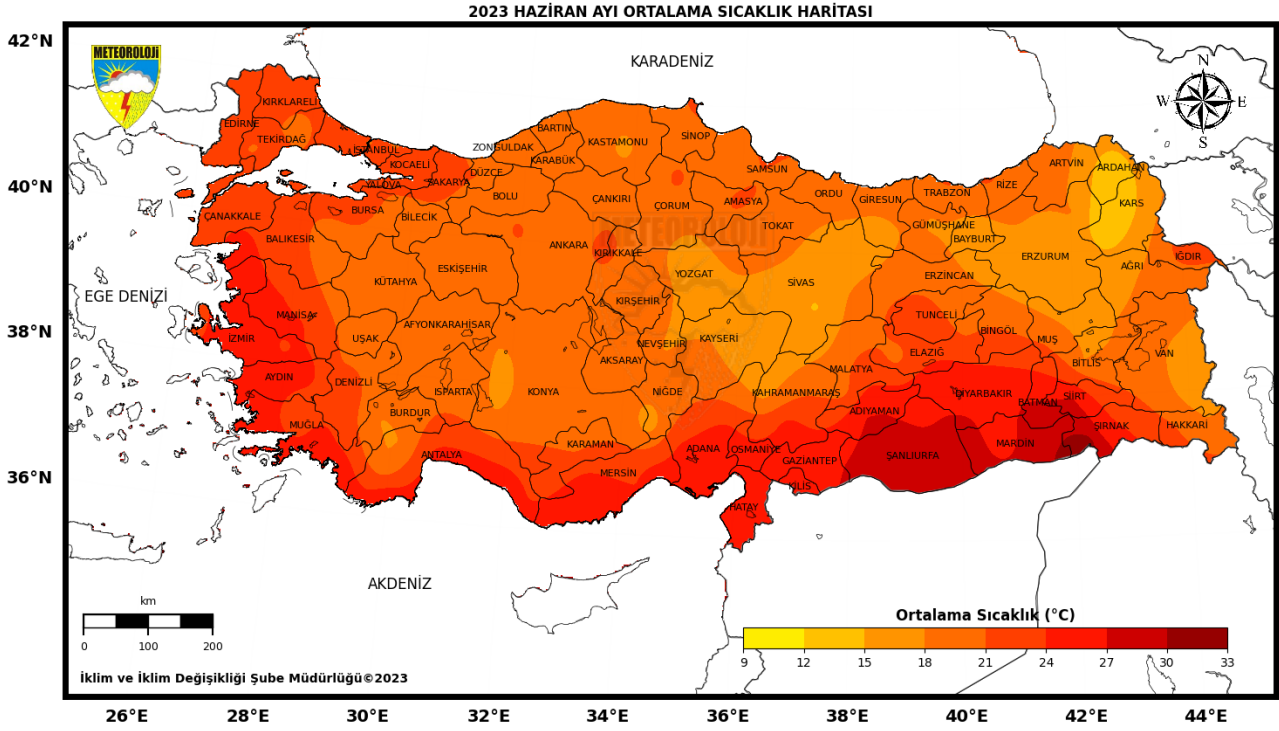 2023 HAZİRAN AYI ORTALAMA SICAKLIK HARİTASI
42°N
40°N
38°N
36°N
METEOROLOJİ
KARADENİZ
N
W
E
S
KIRKLARELİ
EDİRNE
TEKİRDAĞ
İSTANBUL
KOCAELİ
YALOVA
SAKARYA
DÜZCE
ZONGULDAK
BARTIN
KARABÜK
KASTAMONU
SİNOP
SAMSUN
ORDU
GİRESUN
TRABZON
RİZE
ARTVİN
ARDAHAN
KARS
ÇANAKKALE
BURSA
BİLECİK
BOLU
ÇANKIRI
ÇORUM
AMASYA
TOKAT
GÜMÜŞHANE
BAYBURT
ERZURUM
AĞRI
IĞDIR
METEOROLOJİ
BALIKESİR
ESKİŞEHİR
ANKARA
KIRIKKALE
KÜTAHYA
YOZGAT
SİVAS
ERZİNCAN
EGE DENİZİ
MANİSA
İZMİR
UŞAK
AFYONKARAHİSAR
KIRŞEHİR
NEVŞEHİR
KAYSERİ
TUNCELİ
BİNGÖL
MUŞ
ELAZIĞ
BİTLİS
VAN
AKSARAY
AYDIN
DENİZLİ
ISPARTA
KONYA
NİĞDE
KAHRAMANMARAŞ
MALATYA
DİYARBAKIR
BATMAN
SİİRT
ADIYAMAN
BURDUR
MUĞLA
ŞIRNAK
HAKKARİ
ANTALYA
KARAMAN
MERSİN
ADANA
OSMANİYE
GAZİANTEP
ŞANLIURFA
MARDİN
KİLİS
HATAY
AKDENİZ
km
0
100
200
Ortalama Sıcaklık (°C)
9
12
15
18
21
24
27
30
33
İklim ve İklim Değişikliği Şube Müdürlüğü©2023
26°E
28°E
30°E
32°E
34°E
36°E
38°E
40°E
42°E
44°E